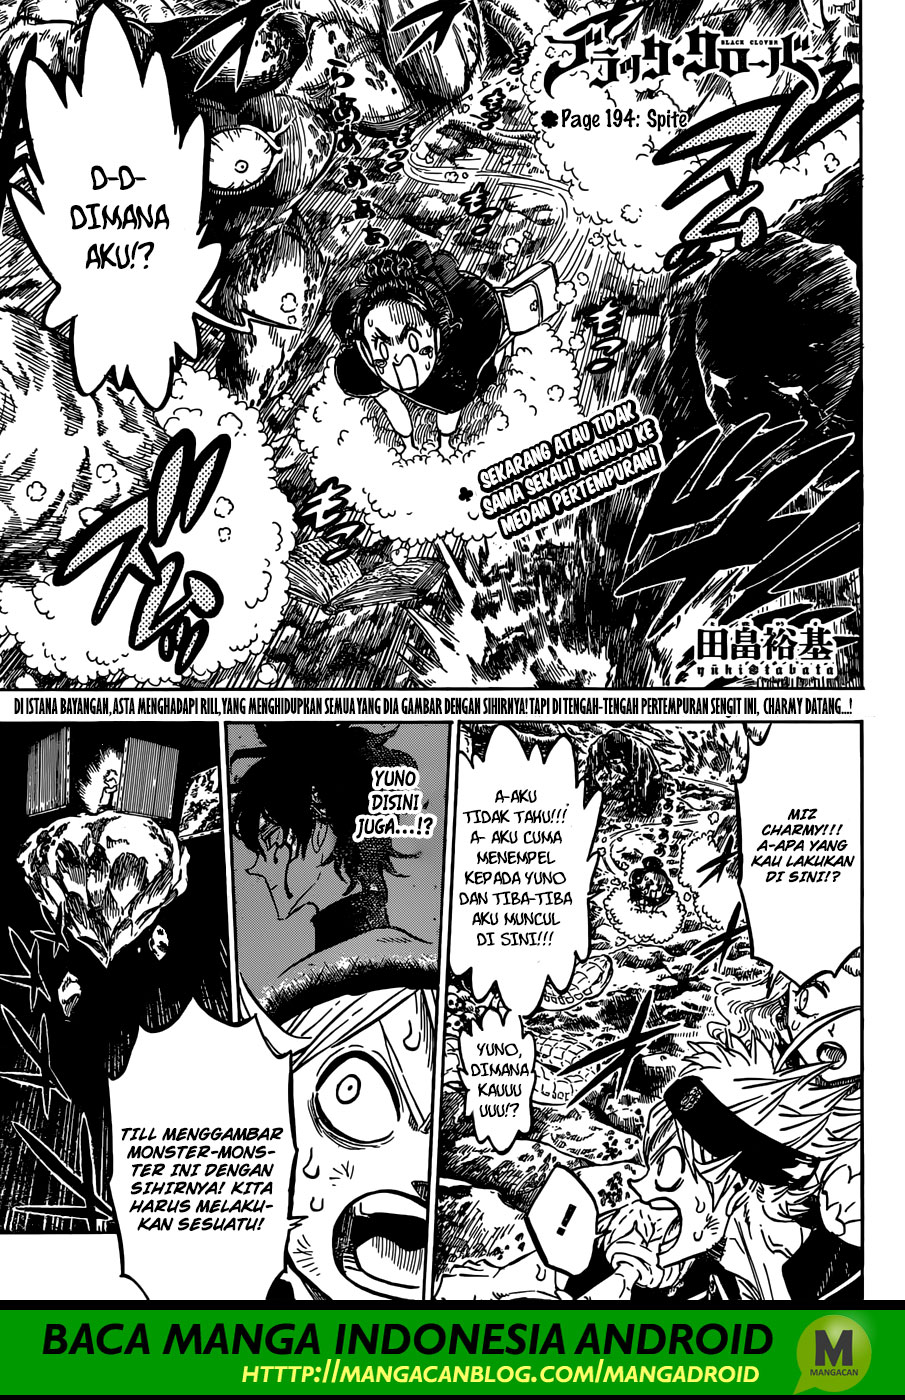 ブラック・クローバー
BLACK CLOVER
Page 194: Spite
D-D-
DIMANA
AKU!?
SEKARANG ATAU TIDAK
SAMA SEKALI! MENUJU KE
MEDAN PERTEMPURAN!
田畠裕基
yūki tabata
DI ISTANA BAYANGAN, ASTA MENGHADAPI RILL, YANG MENGHIDUPKAN SEMUA YANG DIA GAMBAR DENGAN SIHIRNYA! TAPI DI TENGAH-TENGAH PERTEMPURAN SENGIT INI, CHARMY DATANG...!
MIZ
CHARMY!!!
A-APA YANG
KAU LAKUKAN
DI SINI!?
A-AKU
TIDAK TAHU!!!
A- AKU CUMA
MENEMPEL
KEPADA YUNO
DAN TIBA-TIBA
AKU MUNCUL
DI SINI!!!
YUNO,
DIMANA
KAUUU
UUU!?
!!
YUNO
DISINI
JUGA...!?
TILL MENGGAMBAR
MONSTER-MONS-
TER INI DENGAN
SIHIRNYA! KITA
HARUS MELAKU-
KAN SESUATU!
BACA MANGA INDONESIA ANDROID
HTTTP://MANGACANBLOG.COM/MANGADROID
M
MANGACAN